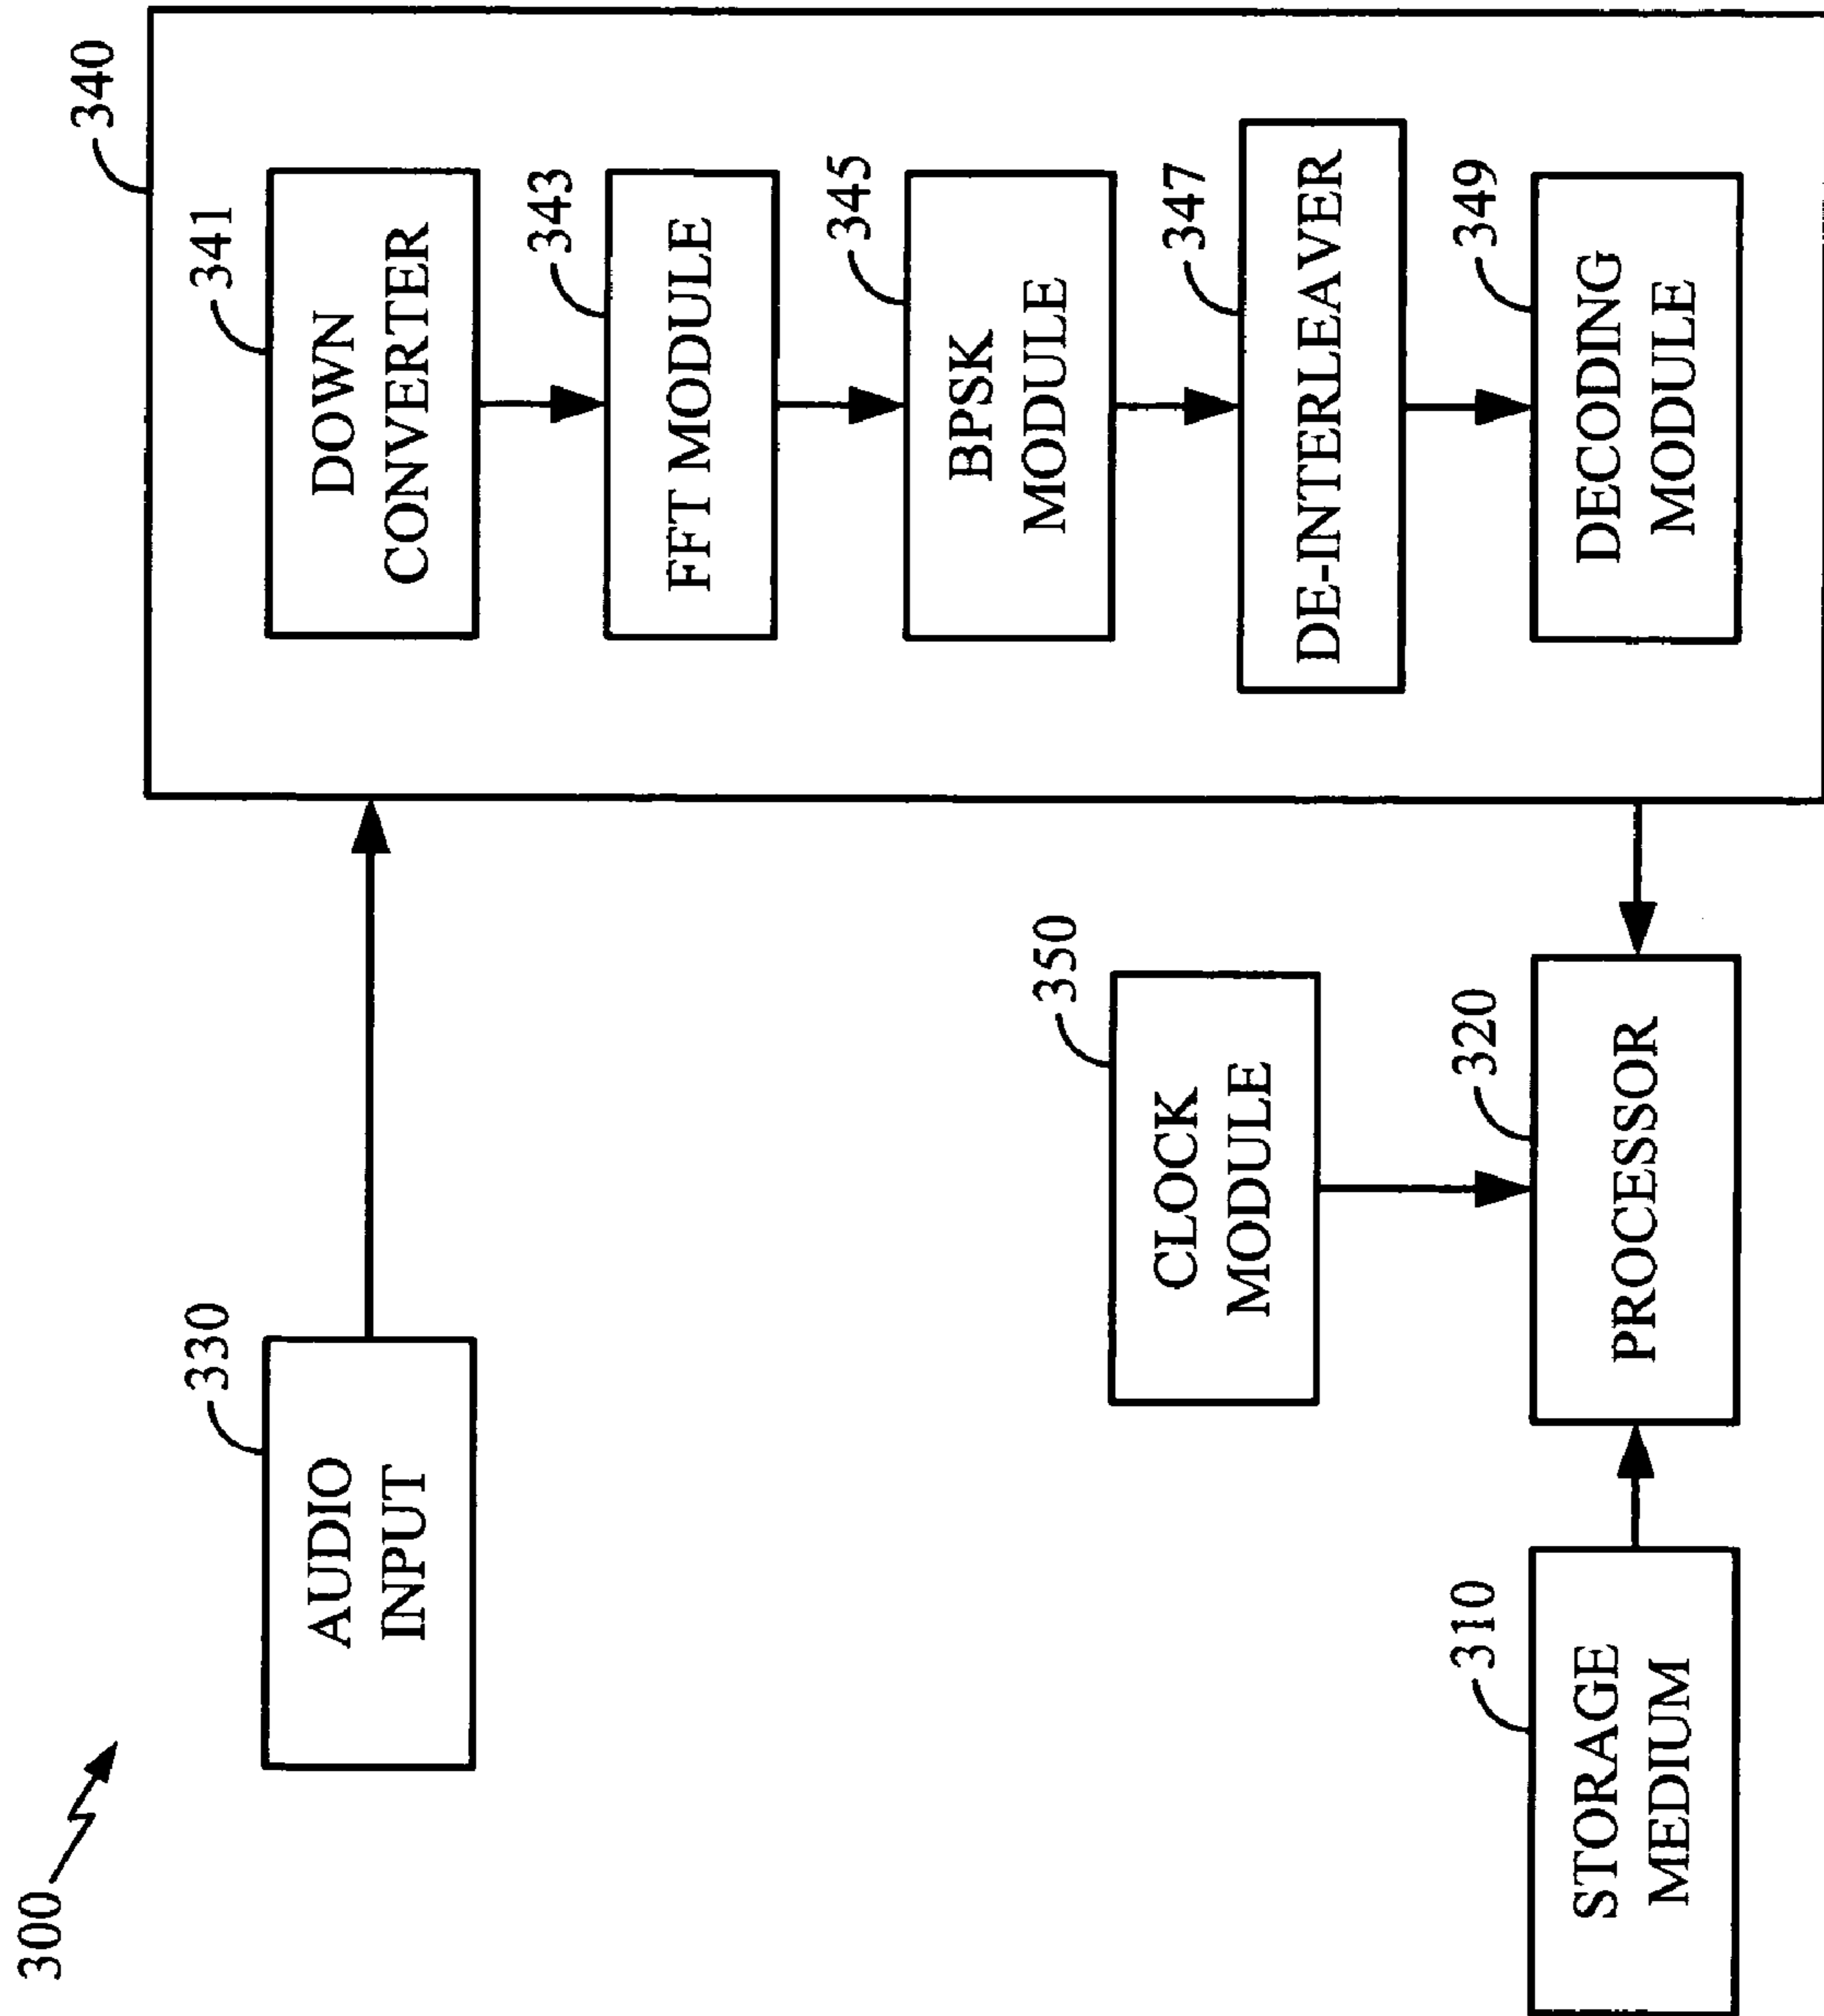 300
330
AUDIO
INPUT
340
341
DOWN
CONVERTER
343
FFT MODULE
345
BPSK
MODULE
347
DE-INTERLEAVER
349
DECODING
MODULE
350
CLOCK
MODULE
310
STORAGE
MEDIUM
320
PROCESSOR